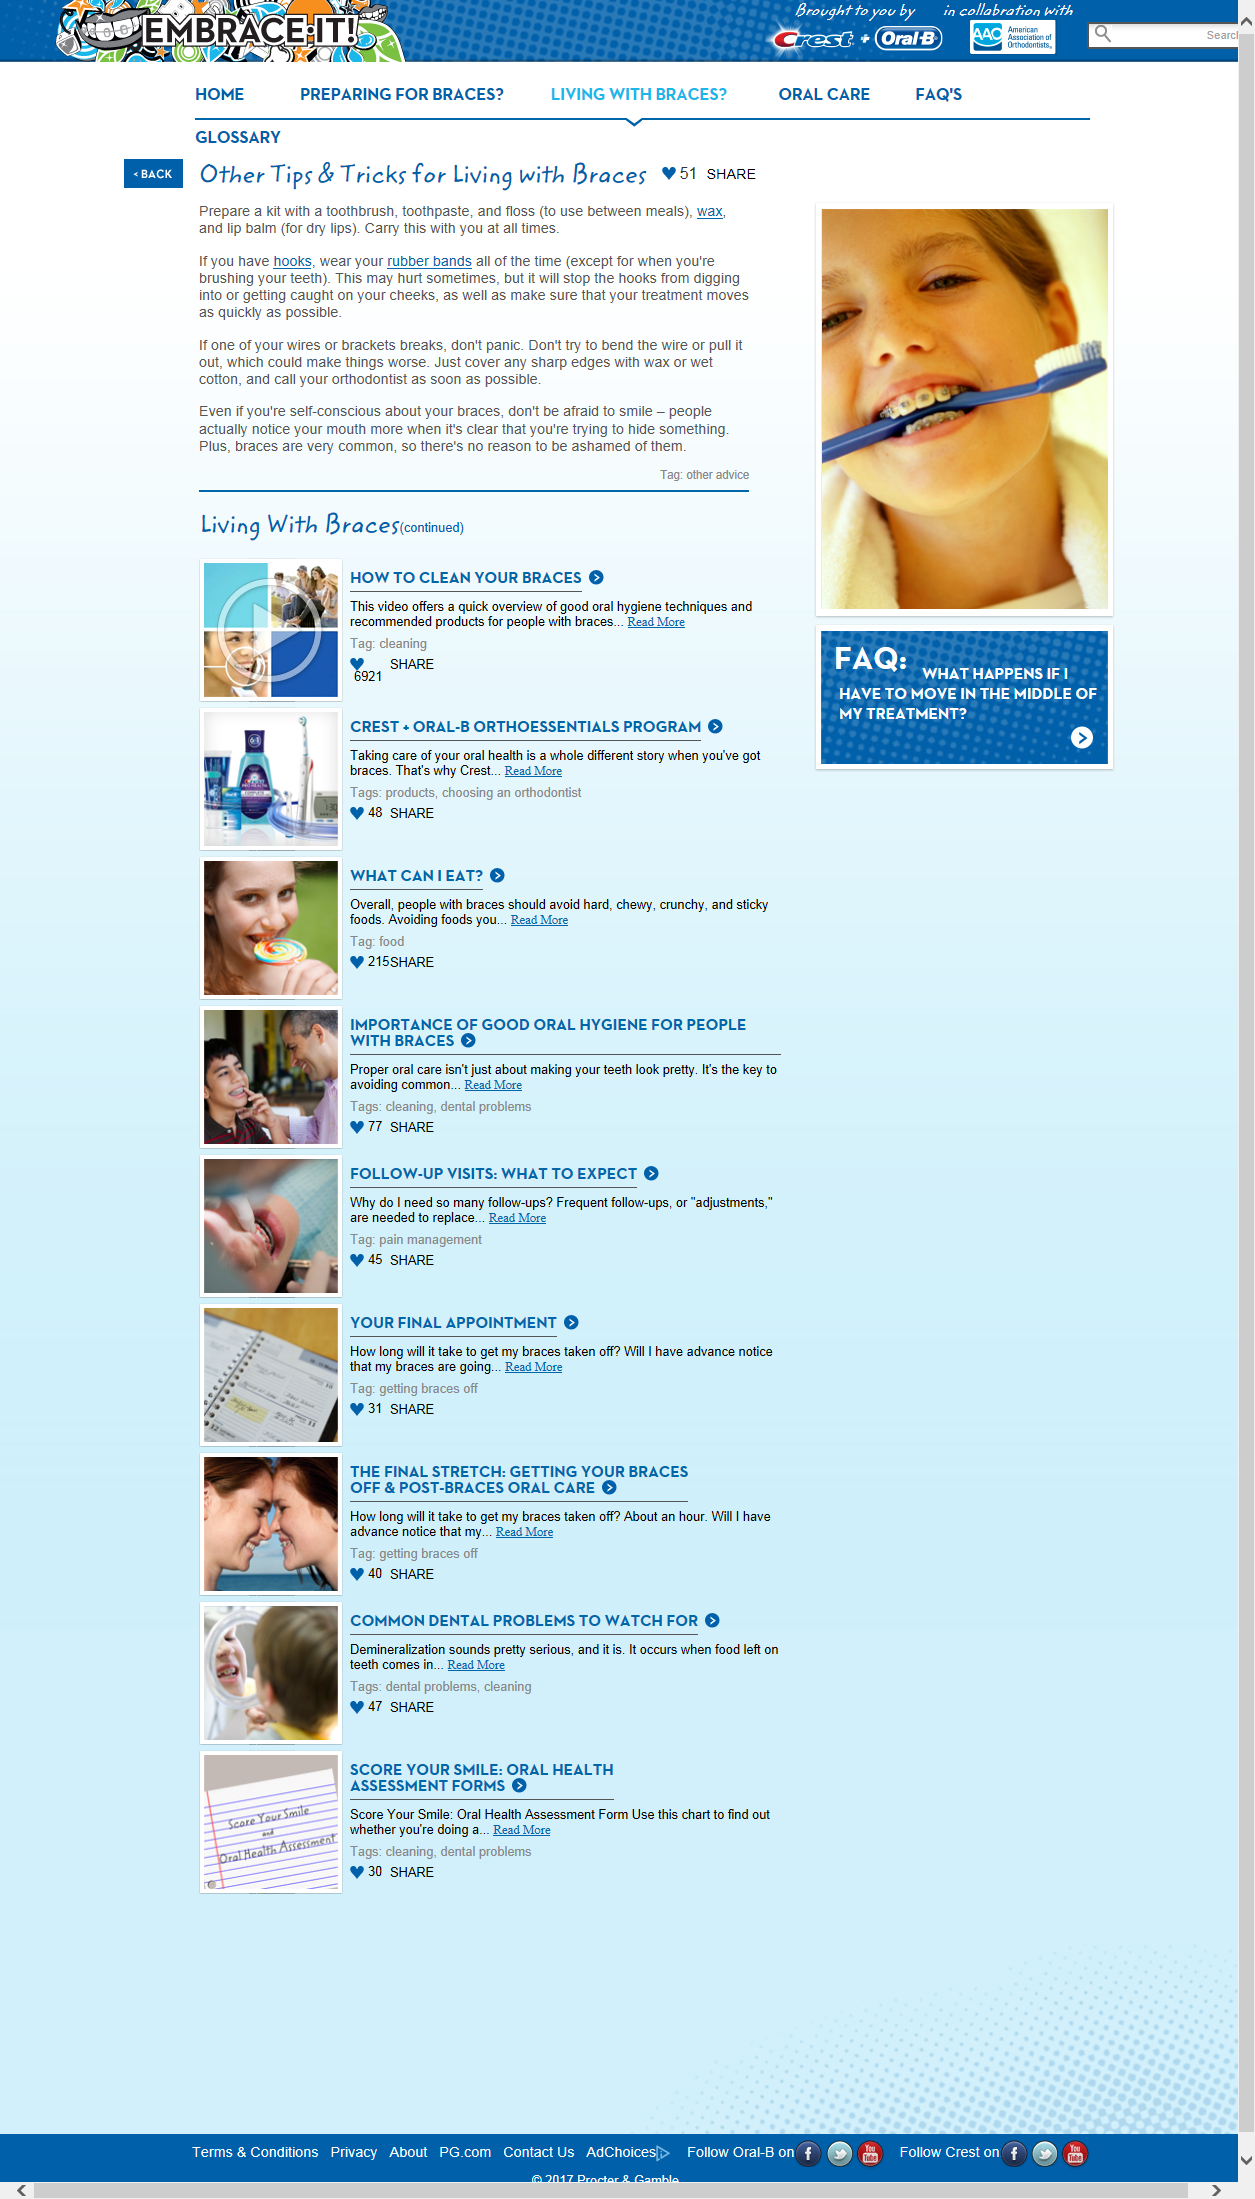 EMBRACE·IT!
Brought to you by in collabration with
Crest + Oral-B AAO American Association of Orthodontists.
HOME PREPARING FOR BRACES? LIVING WITH BRACES? ORAL CARE FAQ'S
GLOSSARY
< BACK
Other Tips & Tricks for Living with Braces 51 SHARE
Prepare a kit with a toothbrush, toothpaste, and floss (to use between meals), wax,
and lip balm (for dry lips). Carry this with you at all times.
If you have hooks, wear your rubber bands all of the time (except for when you're
brushing your teeth). This may hurt sometimes, but it will stop the hooks from digging
into or getting caught on your cheeks, as well as make sure that your treatment moves
as quickly as possible.
If one of your wires or brackets breaks, don't panic. Don't try to bend the wire or pull it
out, which could make things worse. Just cover any sharp edges with wax or wet
cotton, and call your orthodontist as soon as possible.
Even if you're self-conscious about your braces, don't be afraid to smile – people
actually notice your mouth more when it's clear that you're trying to hide something.
Plus, braces are very common, so there's no reason to be ashamed of them.
Tag: other advice
FAQ: WHAT HAPPENS IF I
HAVE TO MOVE IN THE MIDDLE OF
MY TREATMENT?
Living With Braces(continued)
HOW TO CLEAN YOUR BRACES
This video offers a quick overview of good oral hygiene techniques and
recommended products for people with braces... Read More
Tag: cleaning
SHARE
6921
CREST + ORAL-B ORTHOESSENTIALS PROGRAM
Taking care of your oral health is a whole different story when you've got
braces. That's why Crest... Read More
Tags: products, choosing an orthodontist
48 SHARE
WHAT CAN I EAT?
Overall, people with braces should avoid hard, chewy, crunchy, and sticky
foods. Avoiding foods you... Read More
Tag: food
215SHARE
IMPORTANCE OF GOOD ORAL HYGIENE FOR PEOPLE
WITH BRACES
Proper oral care isn't just about making your teeth look pretty. It's the key to
avoiding common... Read More
Tags: cleaning, dental problems
77 SHARE
FOLLOW-UP VISITS: WHAT TO EXPECT
Why do I need so many follow-ups? Frequent follow-ups, or "adjustments,"
are needed to replace... Read More
Tag: pain management
45 SHARE
YOUR FINAL APPOINTMENT
How long will it take to get my braces taken off? Will I have advance notice
that my braces are going... Read More
Tag: getting braces off
31 SHARE
THE FINAL STRETCH: GETTING YOUR BRACES
OFF & POST-BRACES ORAL CARE
How long will it take to get my braces taken off? About an hour. Will I have
advance notice that my... Read More
Tag: getting braces off
40 SHARE
COMMON DENTAL PROBLEMS TO WATCH FOR
Demineralization sounds pretty serious, and it is. It occurs when food left on
teeth comes in... Read More
Tags: dental problems, cleaning
47 SHARE
Score Your Smile
and
Oral Health Assessment
SCORE YOUR SMILE: ORAL HEALTH
ASSESSMENT FORMS
Score Your Smile: Oral Health Assessment Form Use this chart to find out
whether you're doing a... Read More
Tags: cleaning, dental problems
30 SHARE
Terms & Conditions Privacy About PG.com Contact Us AdChoices Follow Oral-B on Follow Crest on
© 2017 Procter & Gamble